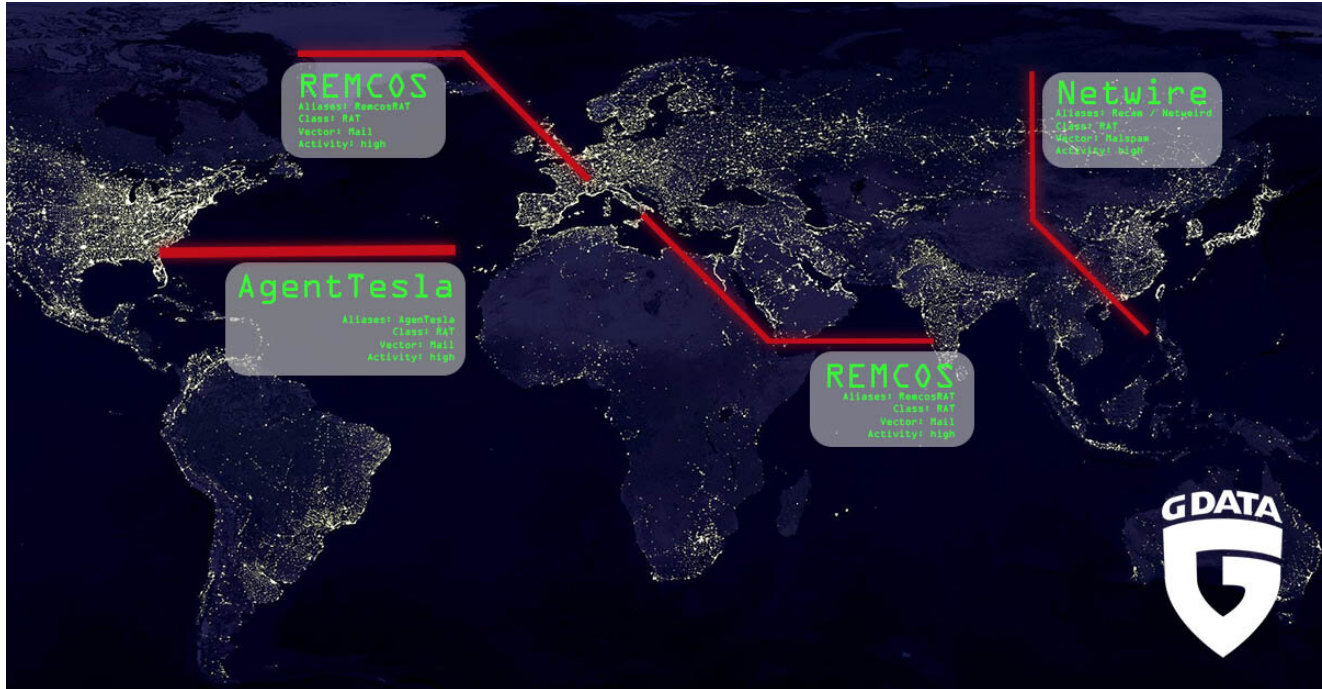 REMCOS
Aliases: RemcosRAT
Class: RAT
Vector: Mail
Activity: high
Netwire
Aliases: Recam / Netweird
Class: RAT
Vector: Malspam
Activity: high
AgentTesla
Aliases: AgenTesla
Class: RAT
Vector: Mail
Activity: high
REMCOS
Aliases: RemcosRAT
Class: RAT
Vector: Mail
Activity: high
G DATA